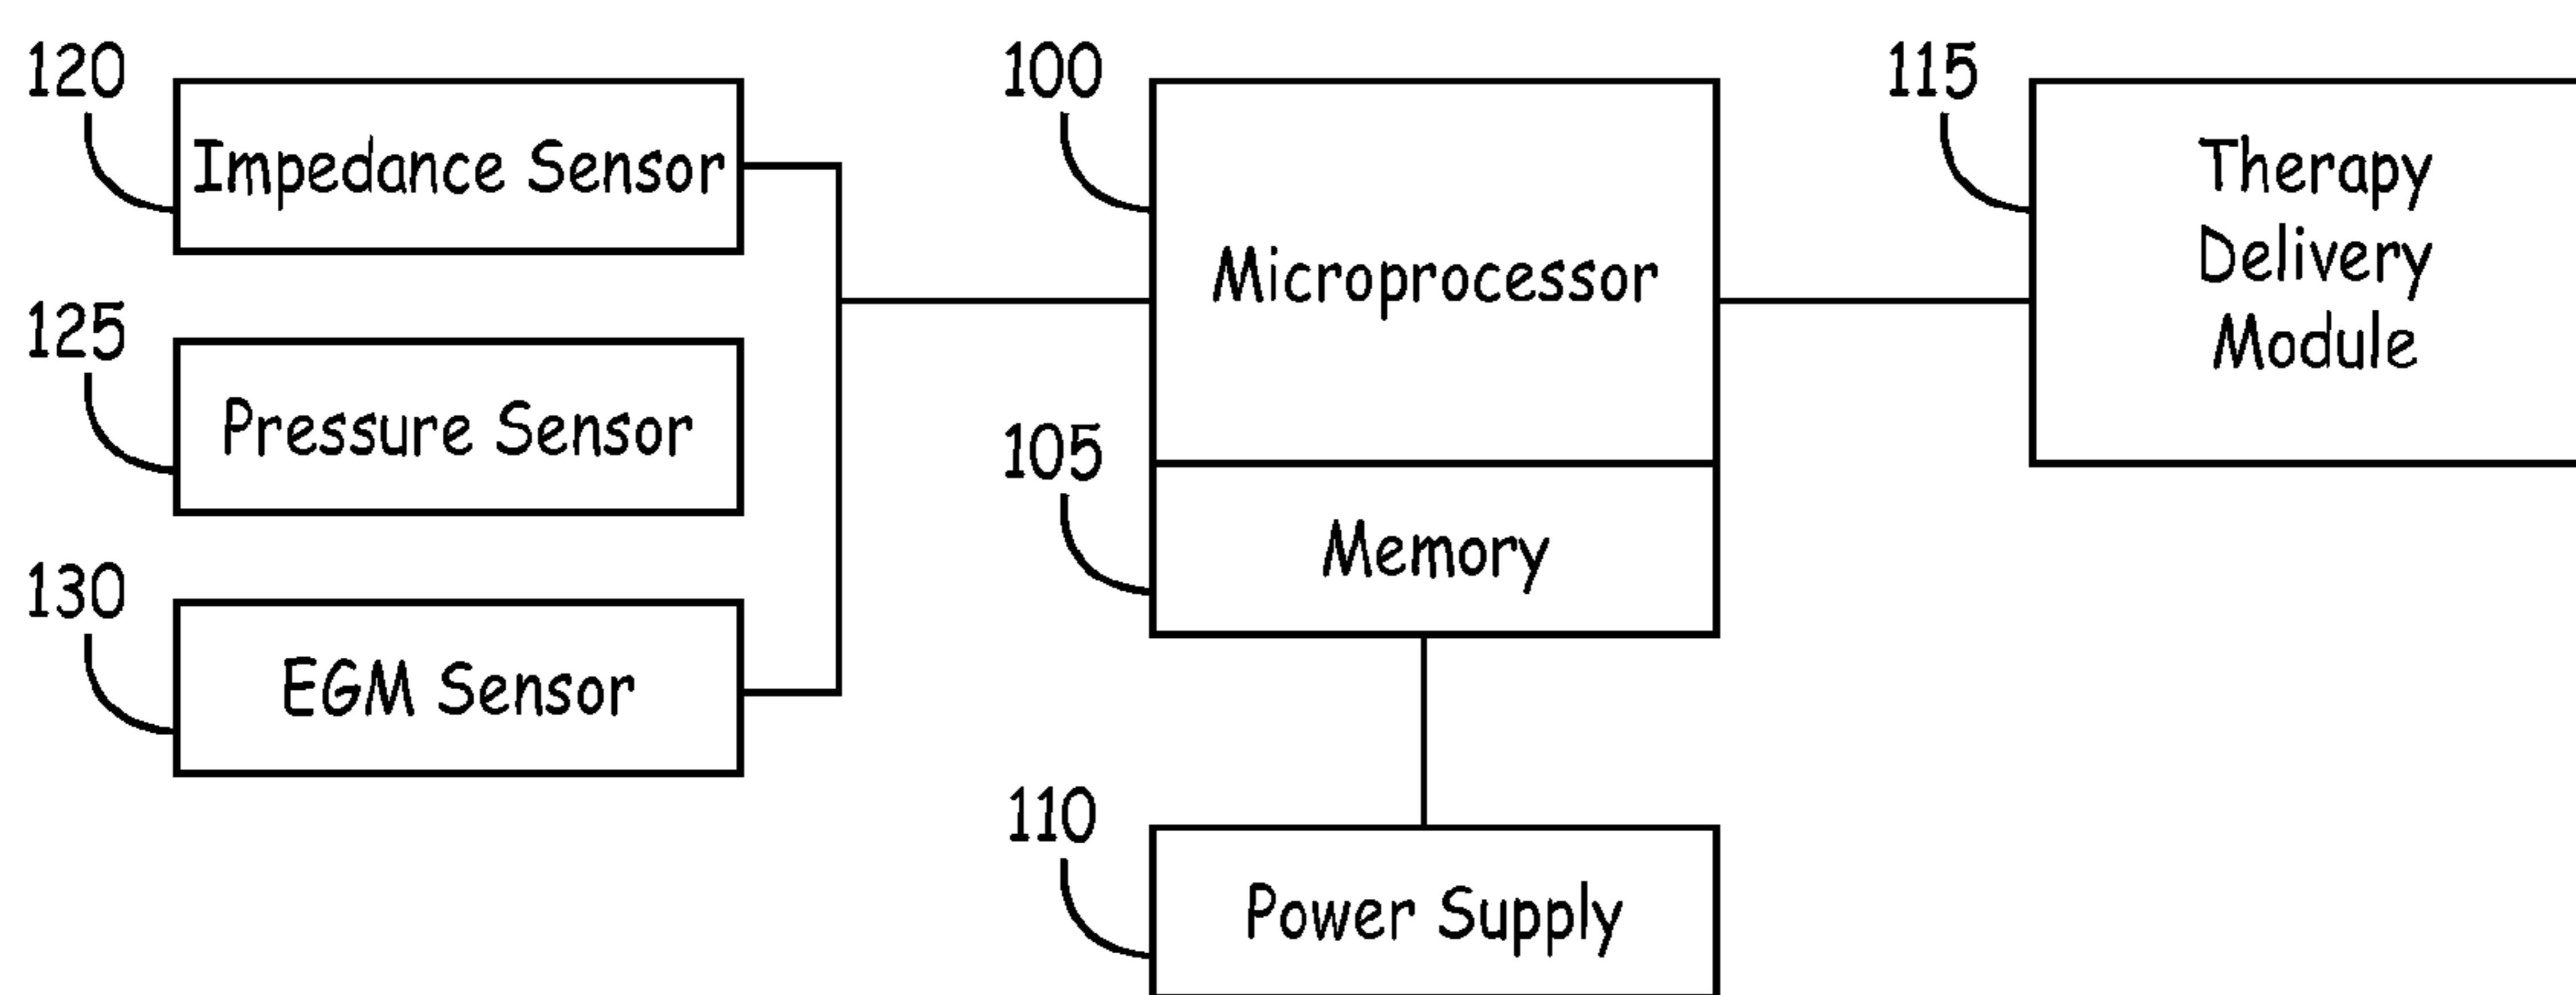 120
Impedance Sensor
125
Pressure Sensor
130
EGM Sensor
100
Microprocessor
105
Memory
110
Power Supply
115
Therapy
Delivery
Module